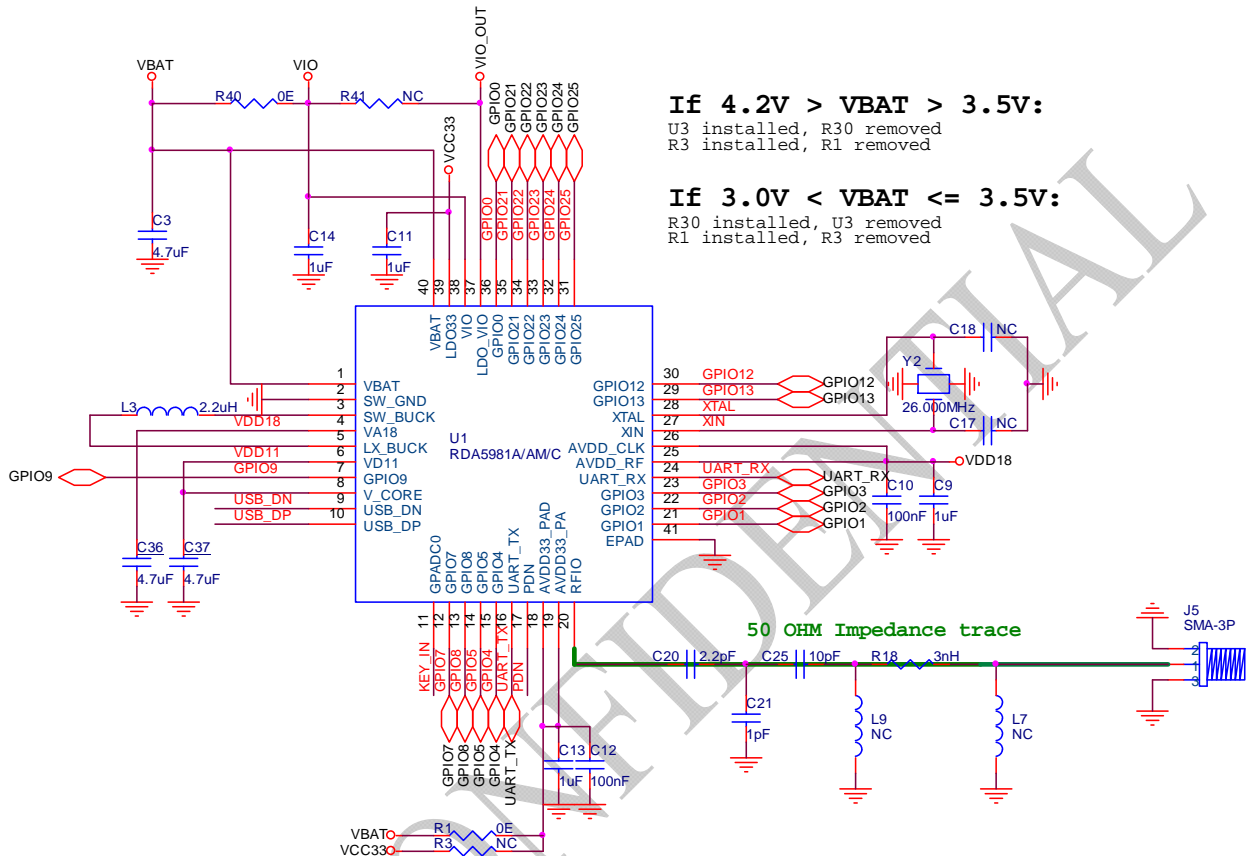 VBAT
VIO
VIO_OUT
R40
0E
R41
NC
VCC33
GPIO0
GPIO21
GPIO22
GPIO23
GPIO24
GPIO25
If 4.2V > VBAT > 3.5V:
U3 installed, R30 removed
R3 installed, R1 removed
If 3.0V < VBAT <= 3.5V:
R30 installed, U3 removed
R1 installed, R3 removed
C3
4.7uF
C14
1uF
C11
1uF
GPIO0
GPIO21
GPIO22
GPIO23
GPIO24
GPIO25
40
39
38
37
36
35
34
33
32
31
VBAT
LDO33
VIO
LDO_VIO
GPIO0
GPIO21
GPIO22
GPIO23
GPIO24
GPIO25
U1
RDA5981A/AM/C
1 VBAT
2 SW_GND
3 SW_BUCK
4 VA18
5 LX_BUCK
6 VD11
7 GPIO9
8 V_CORE
9 USB_DN
10 USB_DP
L3
2.2uH
VDD18
VDD11
GPIO9
GPIO9
USB_DN
USB_DP
C36
4.7uF
C37
4.7uF
GPIO12 30
GPIO13 29
XTAL 28
XIN 27
AVDD_CLK 26
AVDD_RF 25
UART_RX 24
GPIO3 23
GPIO2 22
GPIO1 21
EPAD 41
GPIO12
GPIO12
GPIO13
GPIO13
XTAL
XIN
UART_RX
UART_RX
GPIO3
GPIO3
GPIO2
GPIO2
GPIO1
GPIO1
C18
NC
Y2
26.000MHz
C17
NC
VDD18
C10
100nF
C9
1uF
GPADC0
GPIO7
GPIO8
GPIO5
GPIO4
UART_TX
PDN
AVDD33_PAD
AVDD33_PA
RFIO
11
12
13
14
15
16
17
18
19
20
KEY_IN
GPIO7
GPIO8
GPIO5
GPIO4
UART_TX
PDN
GPIO7
GPIO8
GPIO5
GPIO4
UART_TX
C13
1uF
C12
100nF
VBAT
R1
0E
VCC33
R3
NC
50 OHM Impedance trace
C20
2.2pF
C25
10pF
R18
3nH
C21
1pF
L9
NC
L7
NC
J5
SMA-3P
2
1
3
CONFIDENTIAL